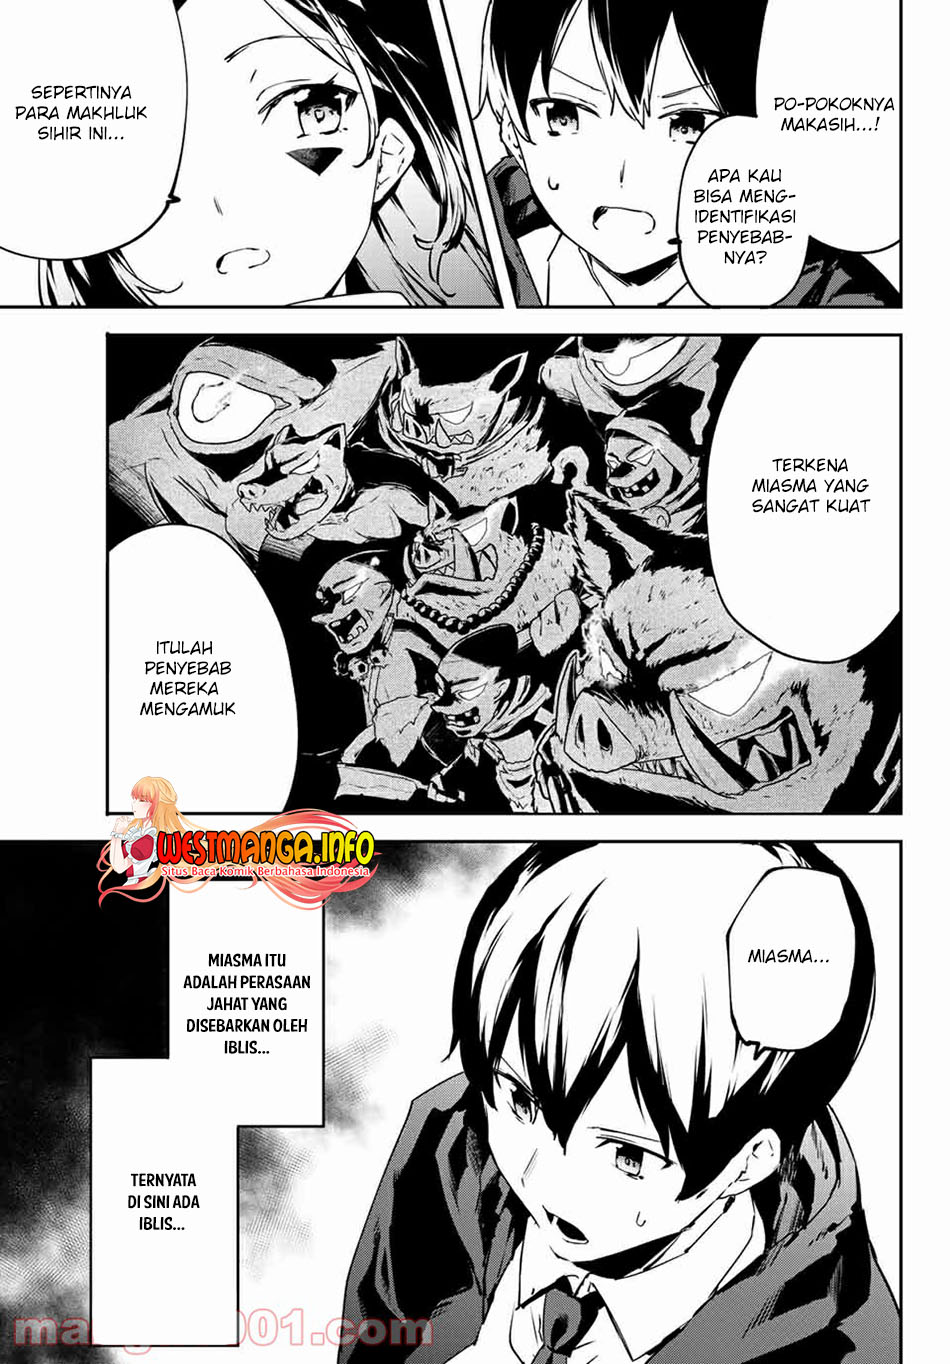 PO-POKOKNYA
MAKASIH...!
APA KAU
BISA MENG-
IDENTIFIKASI
PENYEBAB-
NYA?
SEPERTINYA
PARA MAKHLUK
SIHIR INI...
TERKENA
MIASMA YANG
SANGAT KUAT
ITULAH
PENYEBAB
MEREKA
MENGAMUK
WESTMANGA.INFO
Situs Baca Komik Berbahasa Indonesia
MIASMA...
MIASMA ITU
ADALAH PERASAAN
JAHAT YANG
DISEBARKAN OLEH
IBLIS...
TERNYATA
DI SINI ADA
IBLIS...